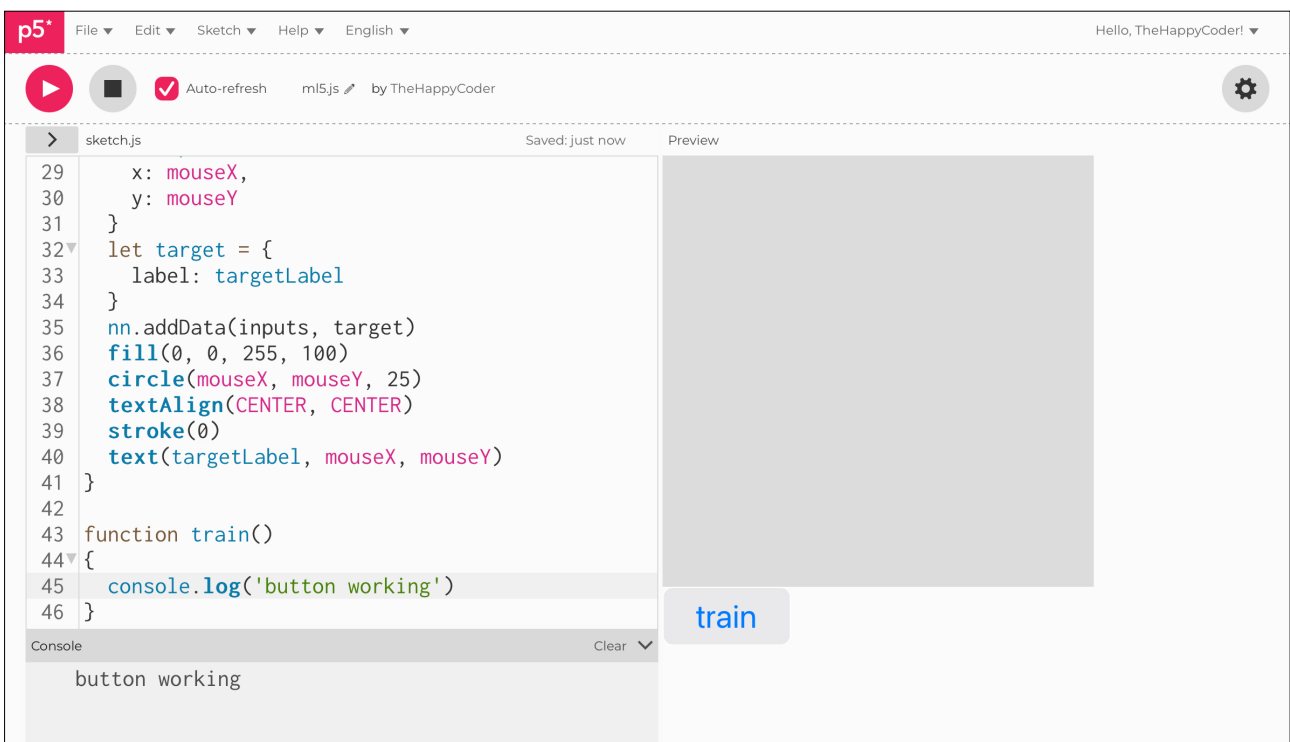 p5* File Edit Sketch Help English Hello, TheHappyCoder!
Auto-refresh ml5.js by TheHappyCoder
sketch.js Saved: just now Preview
29 x: mouseX,
30 y: mouseY
31 }
32 let target = {
33 label: targetLabel
34 }
35 nn.addData(inputs, target)
36 fill(0, 0, 255, 100)
37 circle(mouseX, mouseY, 25)
38 textAlign(CENTER, CENTER)
39 stroke(0)
40 text(targetLabel, mouseX, mouseY)
41 }
42
43 function train()
44 {
45 console.log('button working')
46 }
train
Console Clear
button working